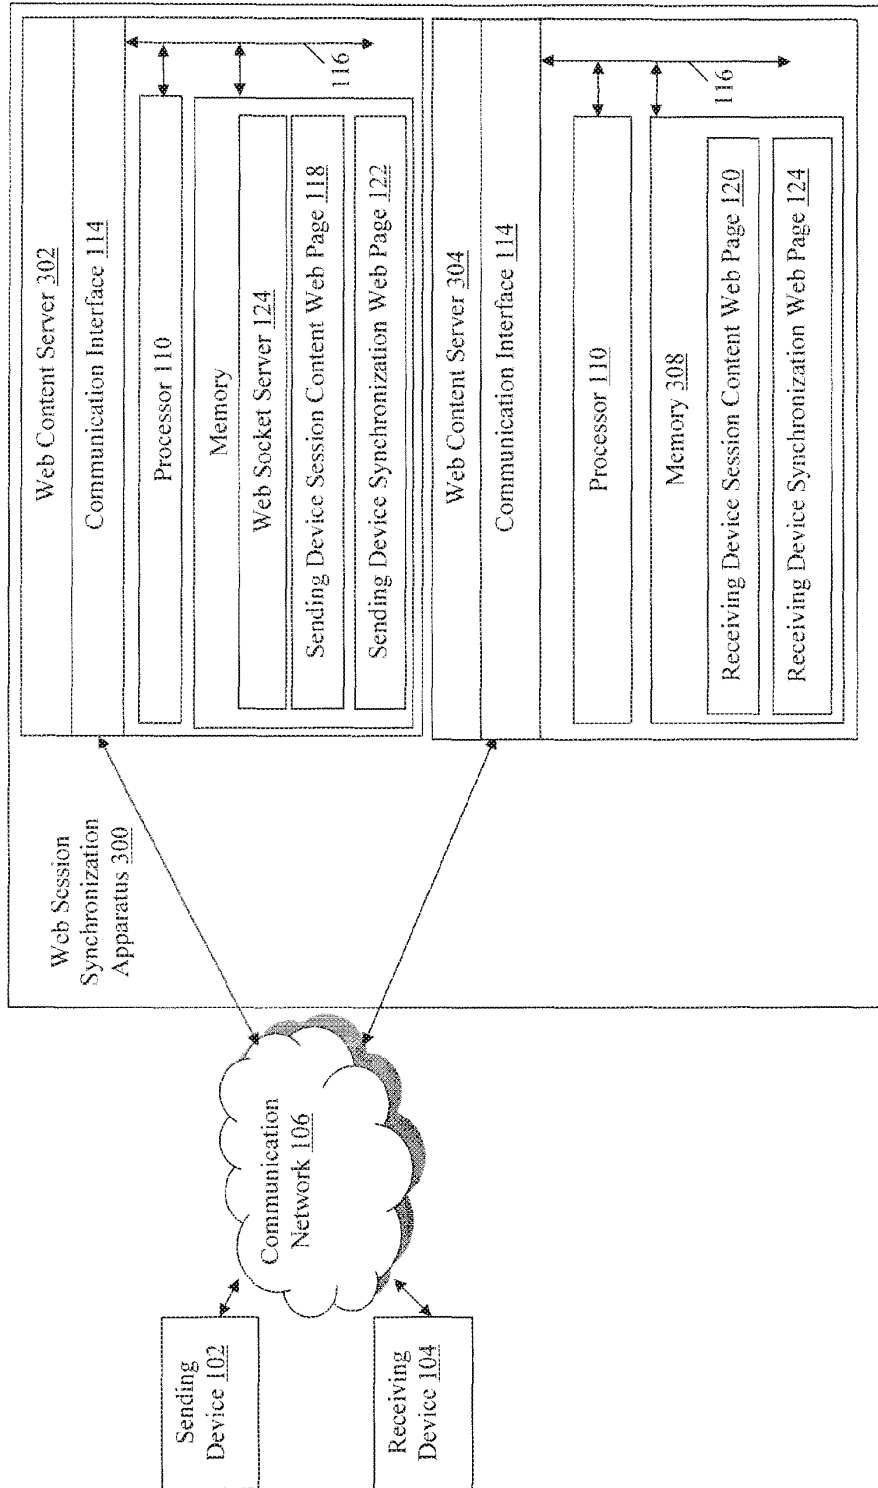 Sending
Device 102
Receiving
Device 104
Communication
Network 106
Web Session
Synchronization
Apparatus 300
Web Content Server 302
Communication Interface 114
Processor 110
Memory
Web Socket Server 124
Sending Device Session Content Web Page 118
Sending Device Synchronization Web Page 122
116
Web Content Server 304
Communication Interface 114
Processor 110
Memory 308
Receiving Device Session Content Web Page 120
Receiving Device Synchronization Web Page 124
116